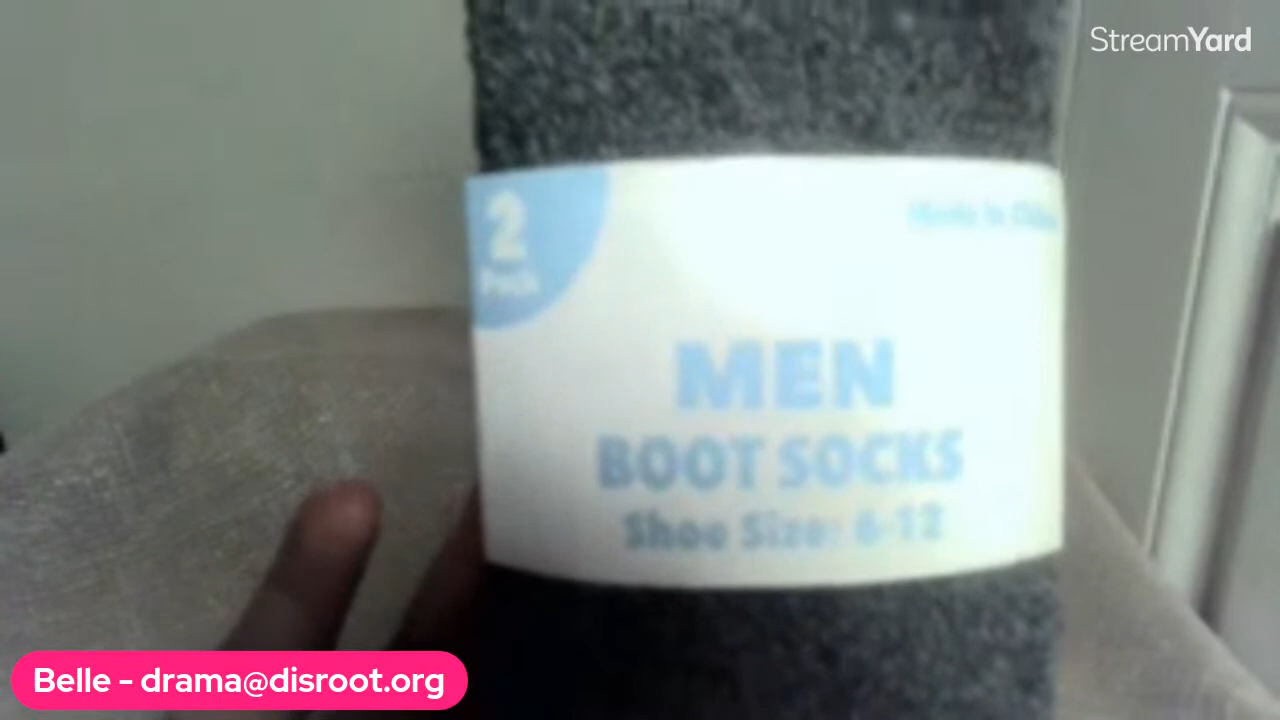 StreamYard
2
Pack
Made In China
MEN
BOOT SOCKS
Shoe Size: 6-12
Belle - drama@disroot.org